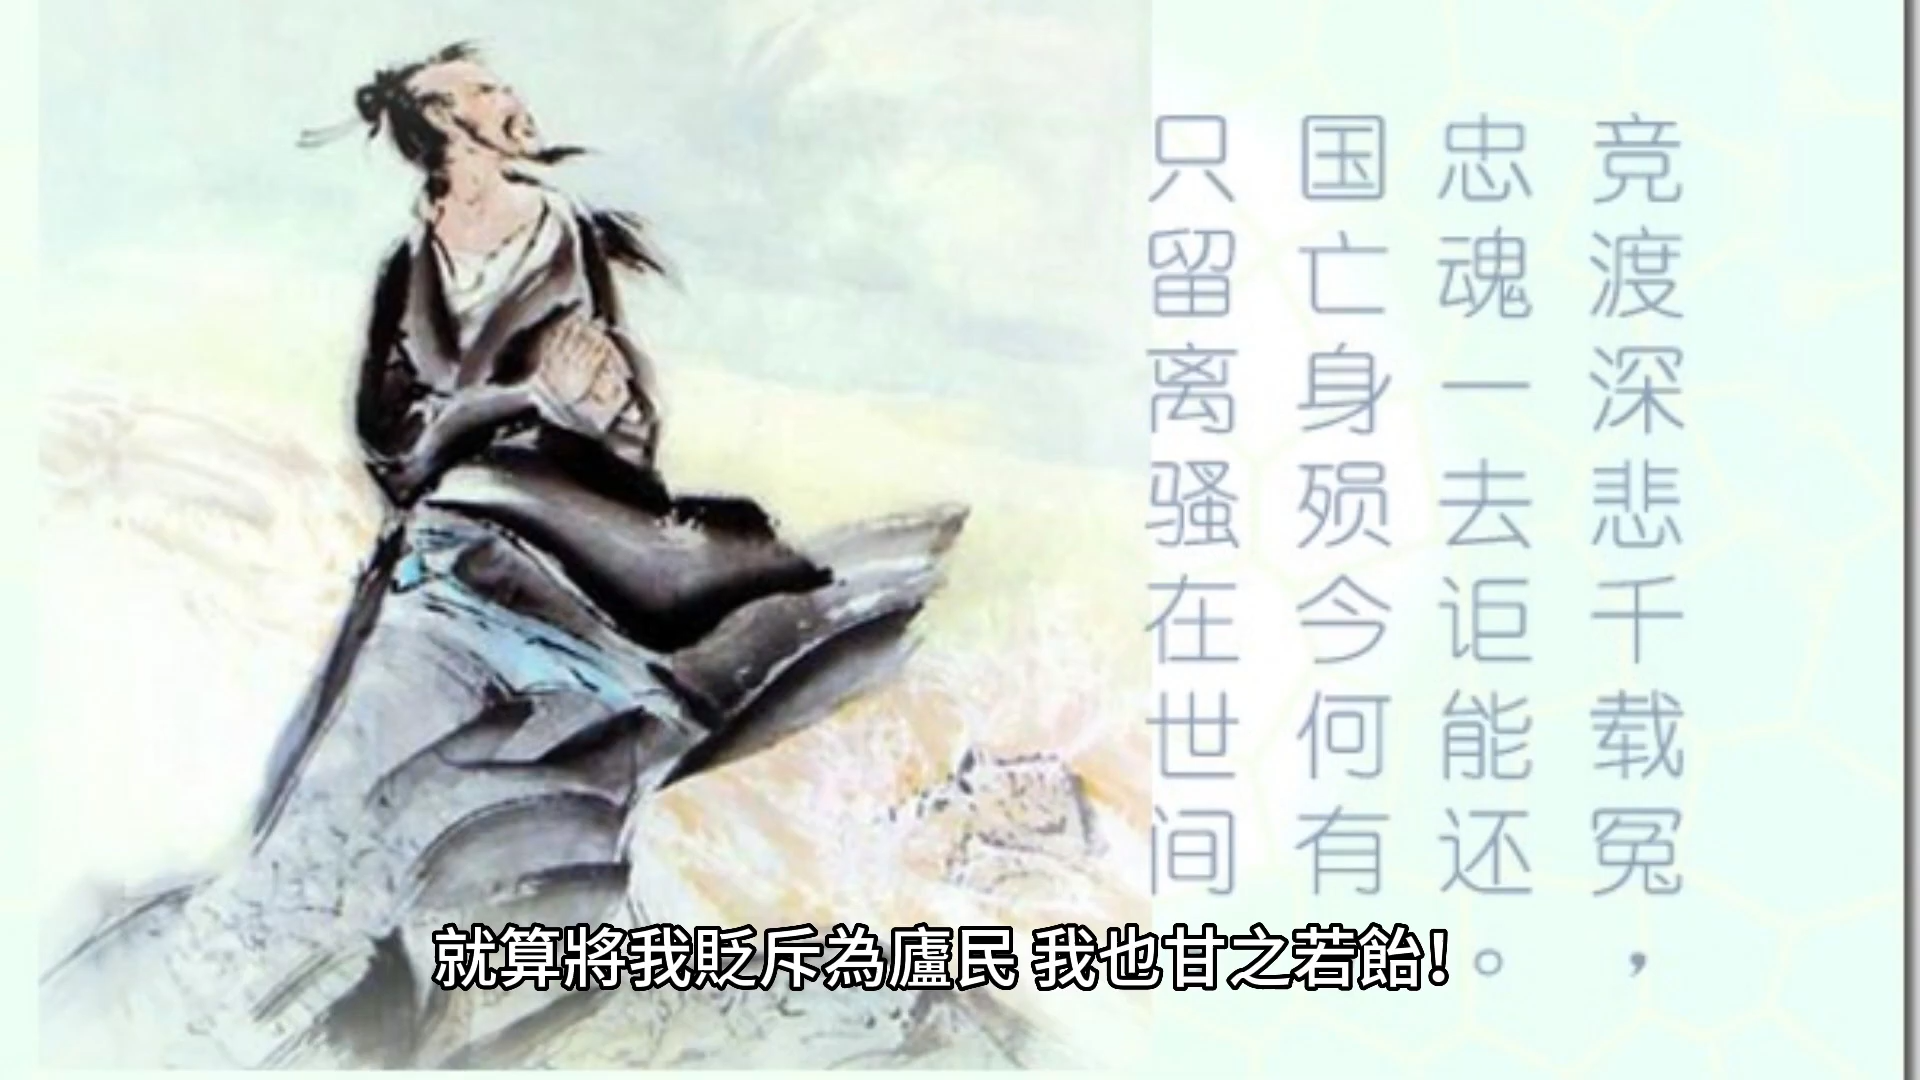 竞渡深悲千载冤，
忠魂一去讵能还。
国亡身殒今何有
只留离骚在世间
就算將我貶斥為廬民 我也甘之若飴！